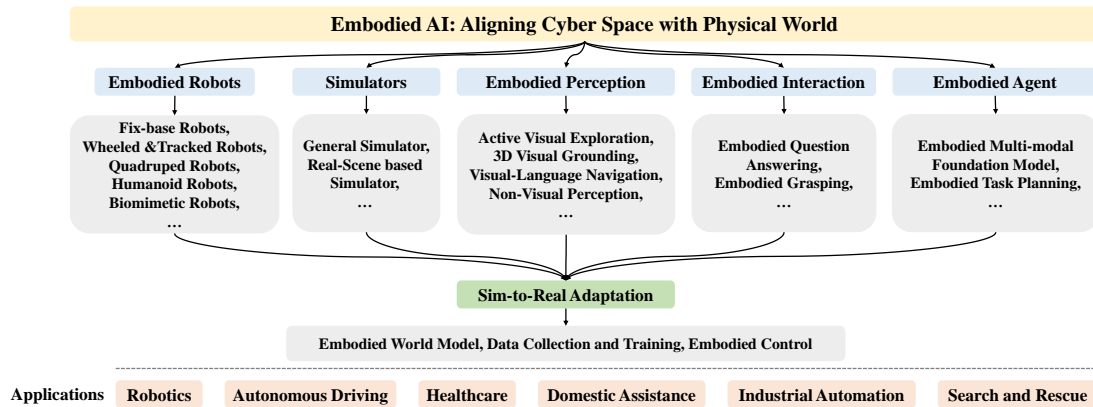 Embodied AI: Aligning Cyber Space with Physical World
Embodied Robots
Simulators
Embodied Perception
Embodied Interaction
Embodied Agent
Fix-base Robots,
Wheeled &Tracked Robots,
Quadruped Robots,
Humanoid Robots,
Biomimetic Robots,
…
General Simulator,
Real-Scene based
Simulator,
…
Active Visual Exploration,
3D Visual Grounding,
Visual-Language Navigation,
Non-Visual Perception,
…
Embodied Question
Answering,
Embodied Grasping,
…
Embodied Multi-modal
Foundation Model,
Embodied Task Planning,
…
Sim-to-Real Adaptation
Embodied World Model, Data Collection and Training, Embodied Control
Applications
Robotics
Autonomous Driving
Healthcare
Domestic Assistance
Industrial Automation
Search and Rescue